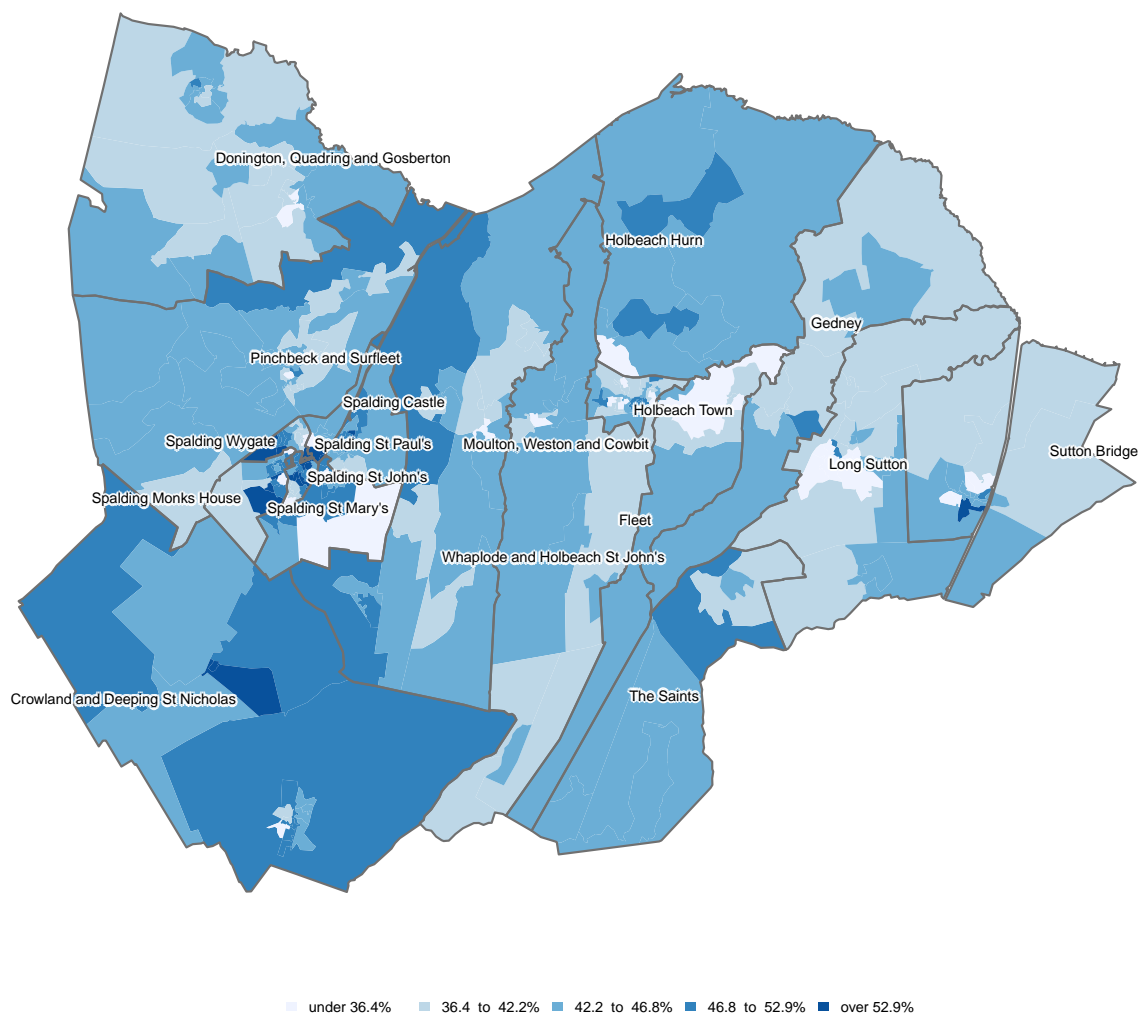 Donington, Quadring and Gosberton
Holbeach Hurn
Gedney
Pinchbeck and Surfleet
Spalding Castle
Holbeach Town
Spalding Wygate
Spalding St Paul's
Moulton, Weston and Cowbit
Sutton Bridge
Long Sutton
Spalding St John's
Spalding Monks House
Spalding St Mary's
Fleet
Whaplode and Holbeach St John's
The Saints
Crowland and Deeping St Nicholas
under 36.4% 36.4 to 42.2% 42.2 to 46.8% 46.8 to 52.9% over 52.9%